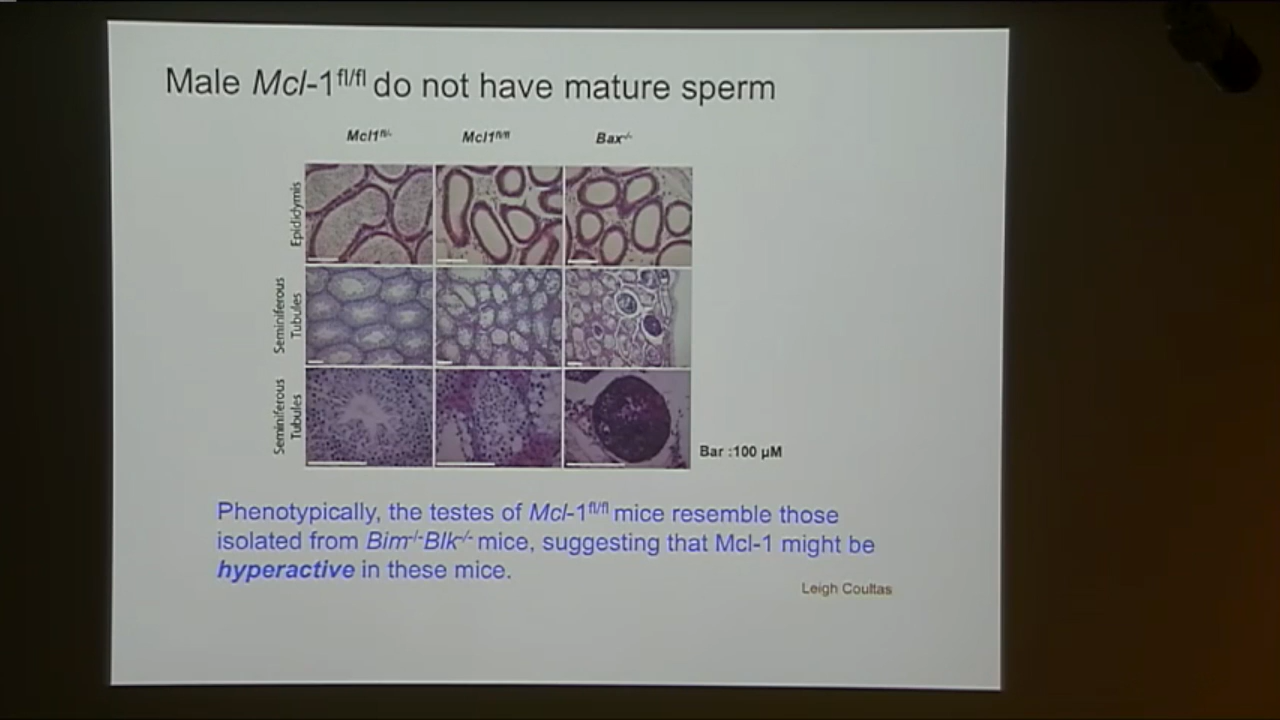 Male Mcl-1fl/fl do not have mature sperm
Mcl1fl/-
Mcl1fl/fl
Bax-/-
Epididymis
Seminiferous
Tubules
Seminiferous
Tubules
Bar :100 µM
Phenotypically, the testes of Mcl-1fl/fl mice resemble those
isolated from Bim-/-Blk-/- mice, suggesting that Mcl-1 might be
hyperactive in these mice.
Leigh Coultas